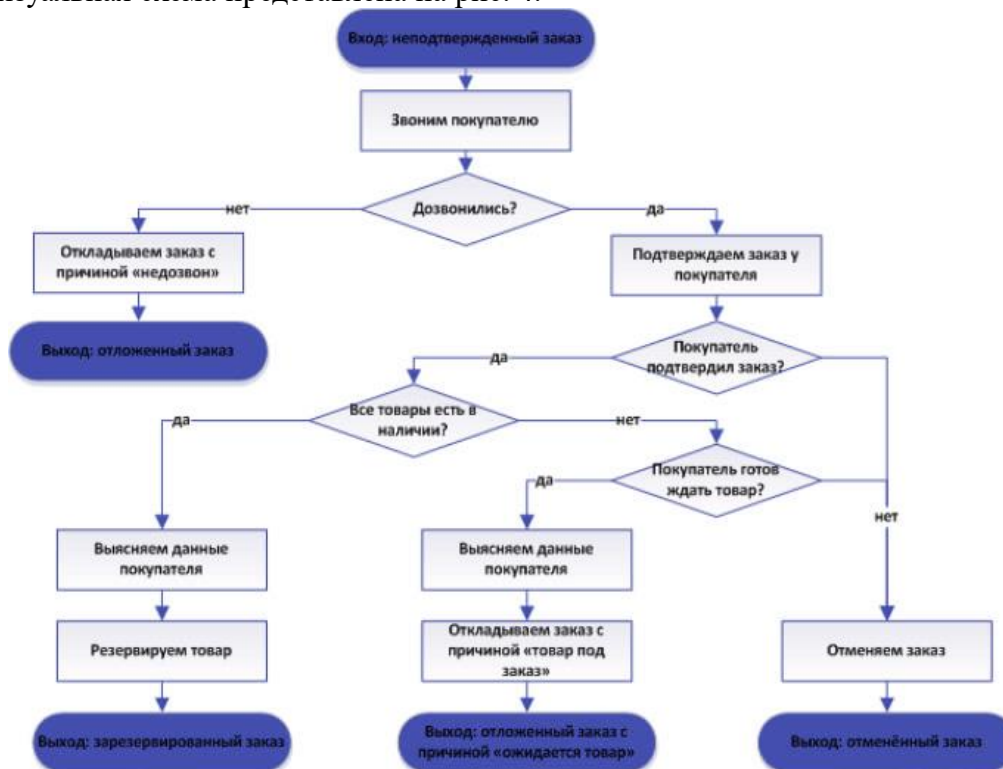 Вход: неподтвержденный заказ
Звоним покупателю
Дозвонились?
нет
да
Откладываем заказ с
причиной «недозвон»
Подтверждаем заказ у
покупателя
Выход: отложенный заказ
Покупатель
подтвердил заказ?
да
Все товары есть в
наличии?
да
нет
Покупатель готов
ждать товар?
да
нет
Выясняем данные
покупателя
Выясняем данные
покупателя
Резервируем товар
Откладываем заказ с
причиной «товар под
заказ»
Отменяем заказ
Выход: зарезервированный заказ
Выход: отложенный заказ с
причиной «ожидается товар»
Выход: отменённый заказ